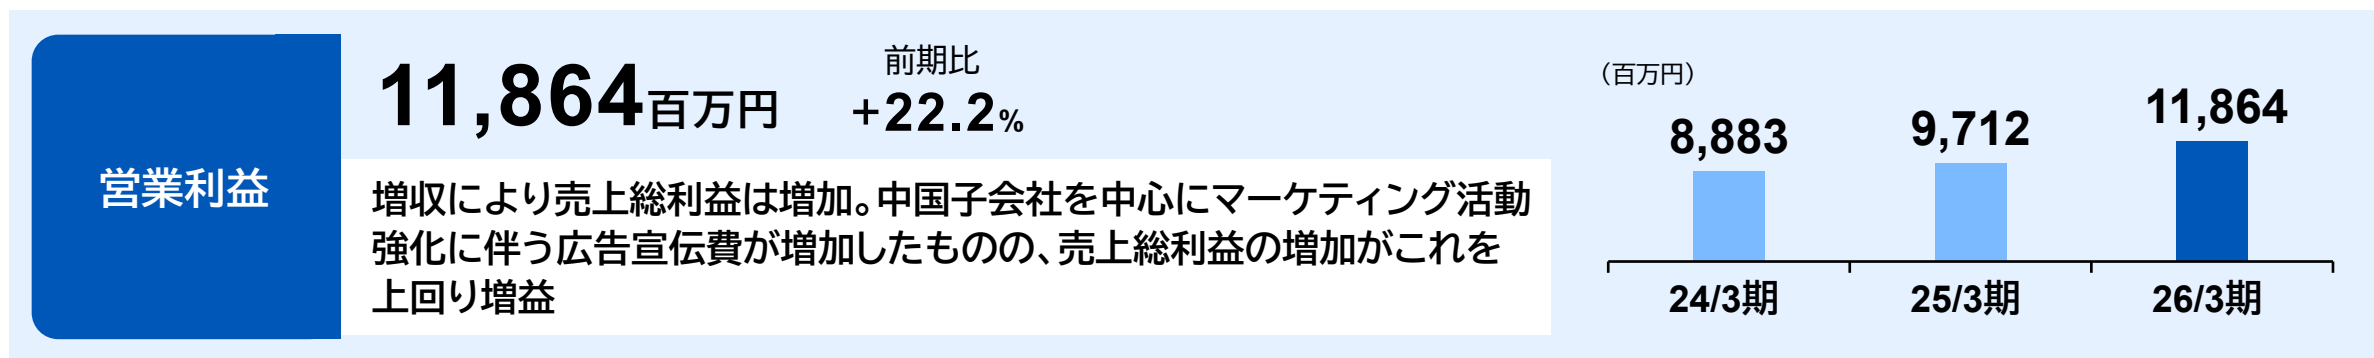 営業利益
11,864百万円
前期比
+22.2%
増収により売上総利益は増加。中国子会社を中心にマーケティング活動
強化に伴う広告宣伝費が増加したものの、売上総利益の増加がこれを
上回り増益
（百万円）
8,883
9,712
11,864
24/3期
25/3期
26/3期